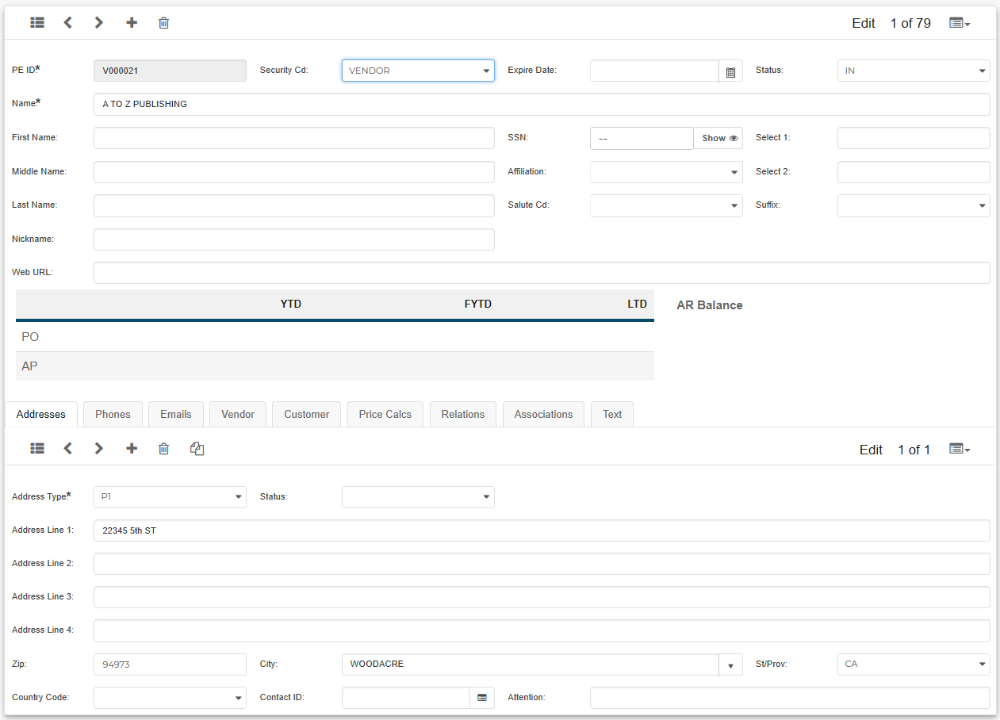 Edit 1 of 79
PE ID:* V000021 Security Cd: VENDOR Expire Date: Status: IN
Name:* A TO Z PUBLISHING
First Name: SSN: -- Show Select 1:
Middle Name: Affiliation: Select 2:
Last Name: Salute Cd: Suffix:
Nickname:
Web URL:
YTD FYTD LTD AR Balance
PO
AP
Addresses Phones Emails Vendor Customer Price Calcs Relations Associations Text
Edit 1 of 1
Address Type:* P1 Status:
Address Line 1: 22345 5th ST
Address Line 2:
Address Line 3:
Address Line 4:
Zip: 94973 City: WOODACRE St/Prov: CA
Country Code: Contact ID: Attention: